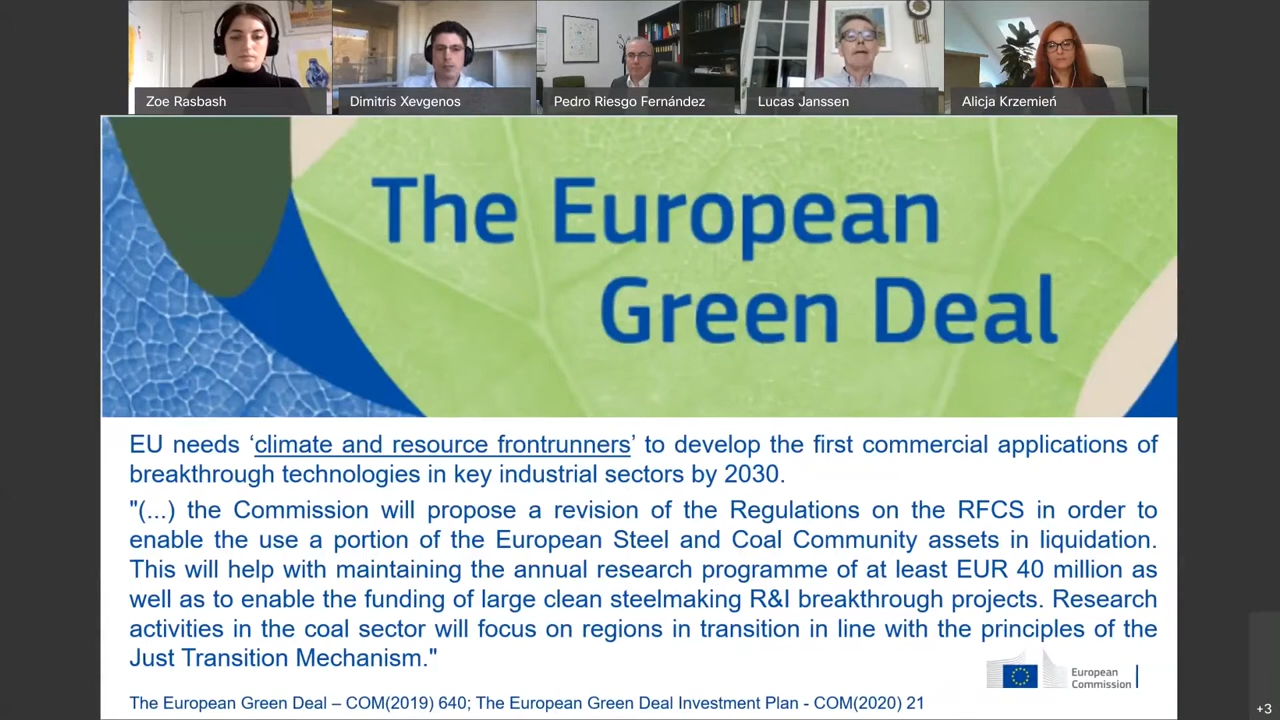 Zoe Rasbash
Dimitris Xevgenos
Pedro Riesgo Fernández
Lucas Janssen
Alicja Krzemień
The European
Green Deal
EU needs ‘climate and resource frontrunners’ to develop the first commercial applications of
breakthrough technologies in key industrial sectors by 2030.
"(...) the Commission will propose a revision of the Regulations on the RFCS in order to
enable the use a portion of the European Steel and Coal Community assets in liquidation.
This will help with maintaining the annual research programme of at least EUR 40 million as
well as to enable the funding of large clean steelmaking R&I breakthrough projects. Research
activities in the coal sector will focus on regions in transition in line with the principles of the
Just Transition Mechanism."
European
Commission
The European Green Deal – COM(2019) 640; The European Green Deal Investment Plan - COM(2020) 21
+3